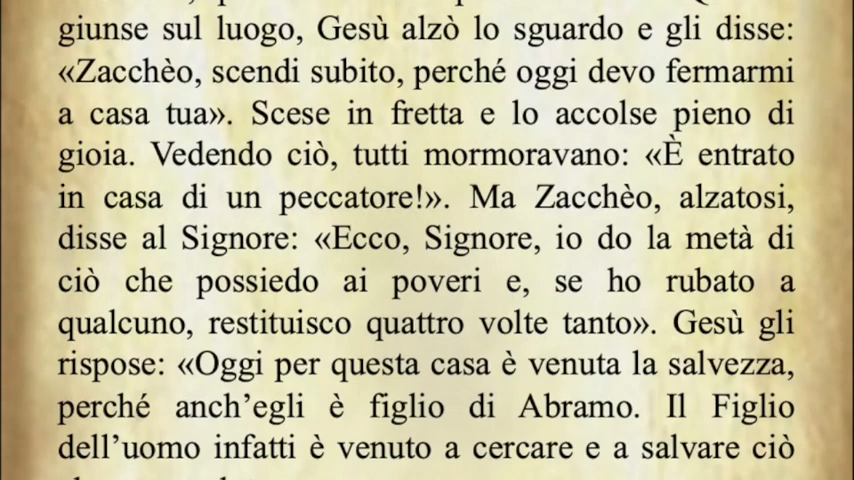 giunse sul luogo, Gesù alzò lo sguardo e gli disse:
«Zacchèo, scendi subito, perché oggi devo fermarmi
a casa tua». Scese in fretta e lo accolse pieno di
gioia. Vedendo ciò, tutti mormoravano: «È entrato
in casa di un peccatore!». Ma Zacchèo, alzatosi,
disse al Signore: «Ecco, Signore, io do la metà di
ciò che possiedo ai poveri e, se ho rubato a
qualcuno, restituisco quattro volte tanto». Gesù gli
rispose: «Oggi per questa casa è venuta la salvezza,
perché anch’egli è figlio di Abramo. Il Figlio
dell’uomo infatti è venuto a cercare e a salvare ciò